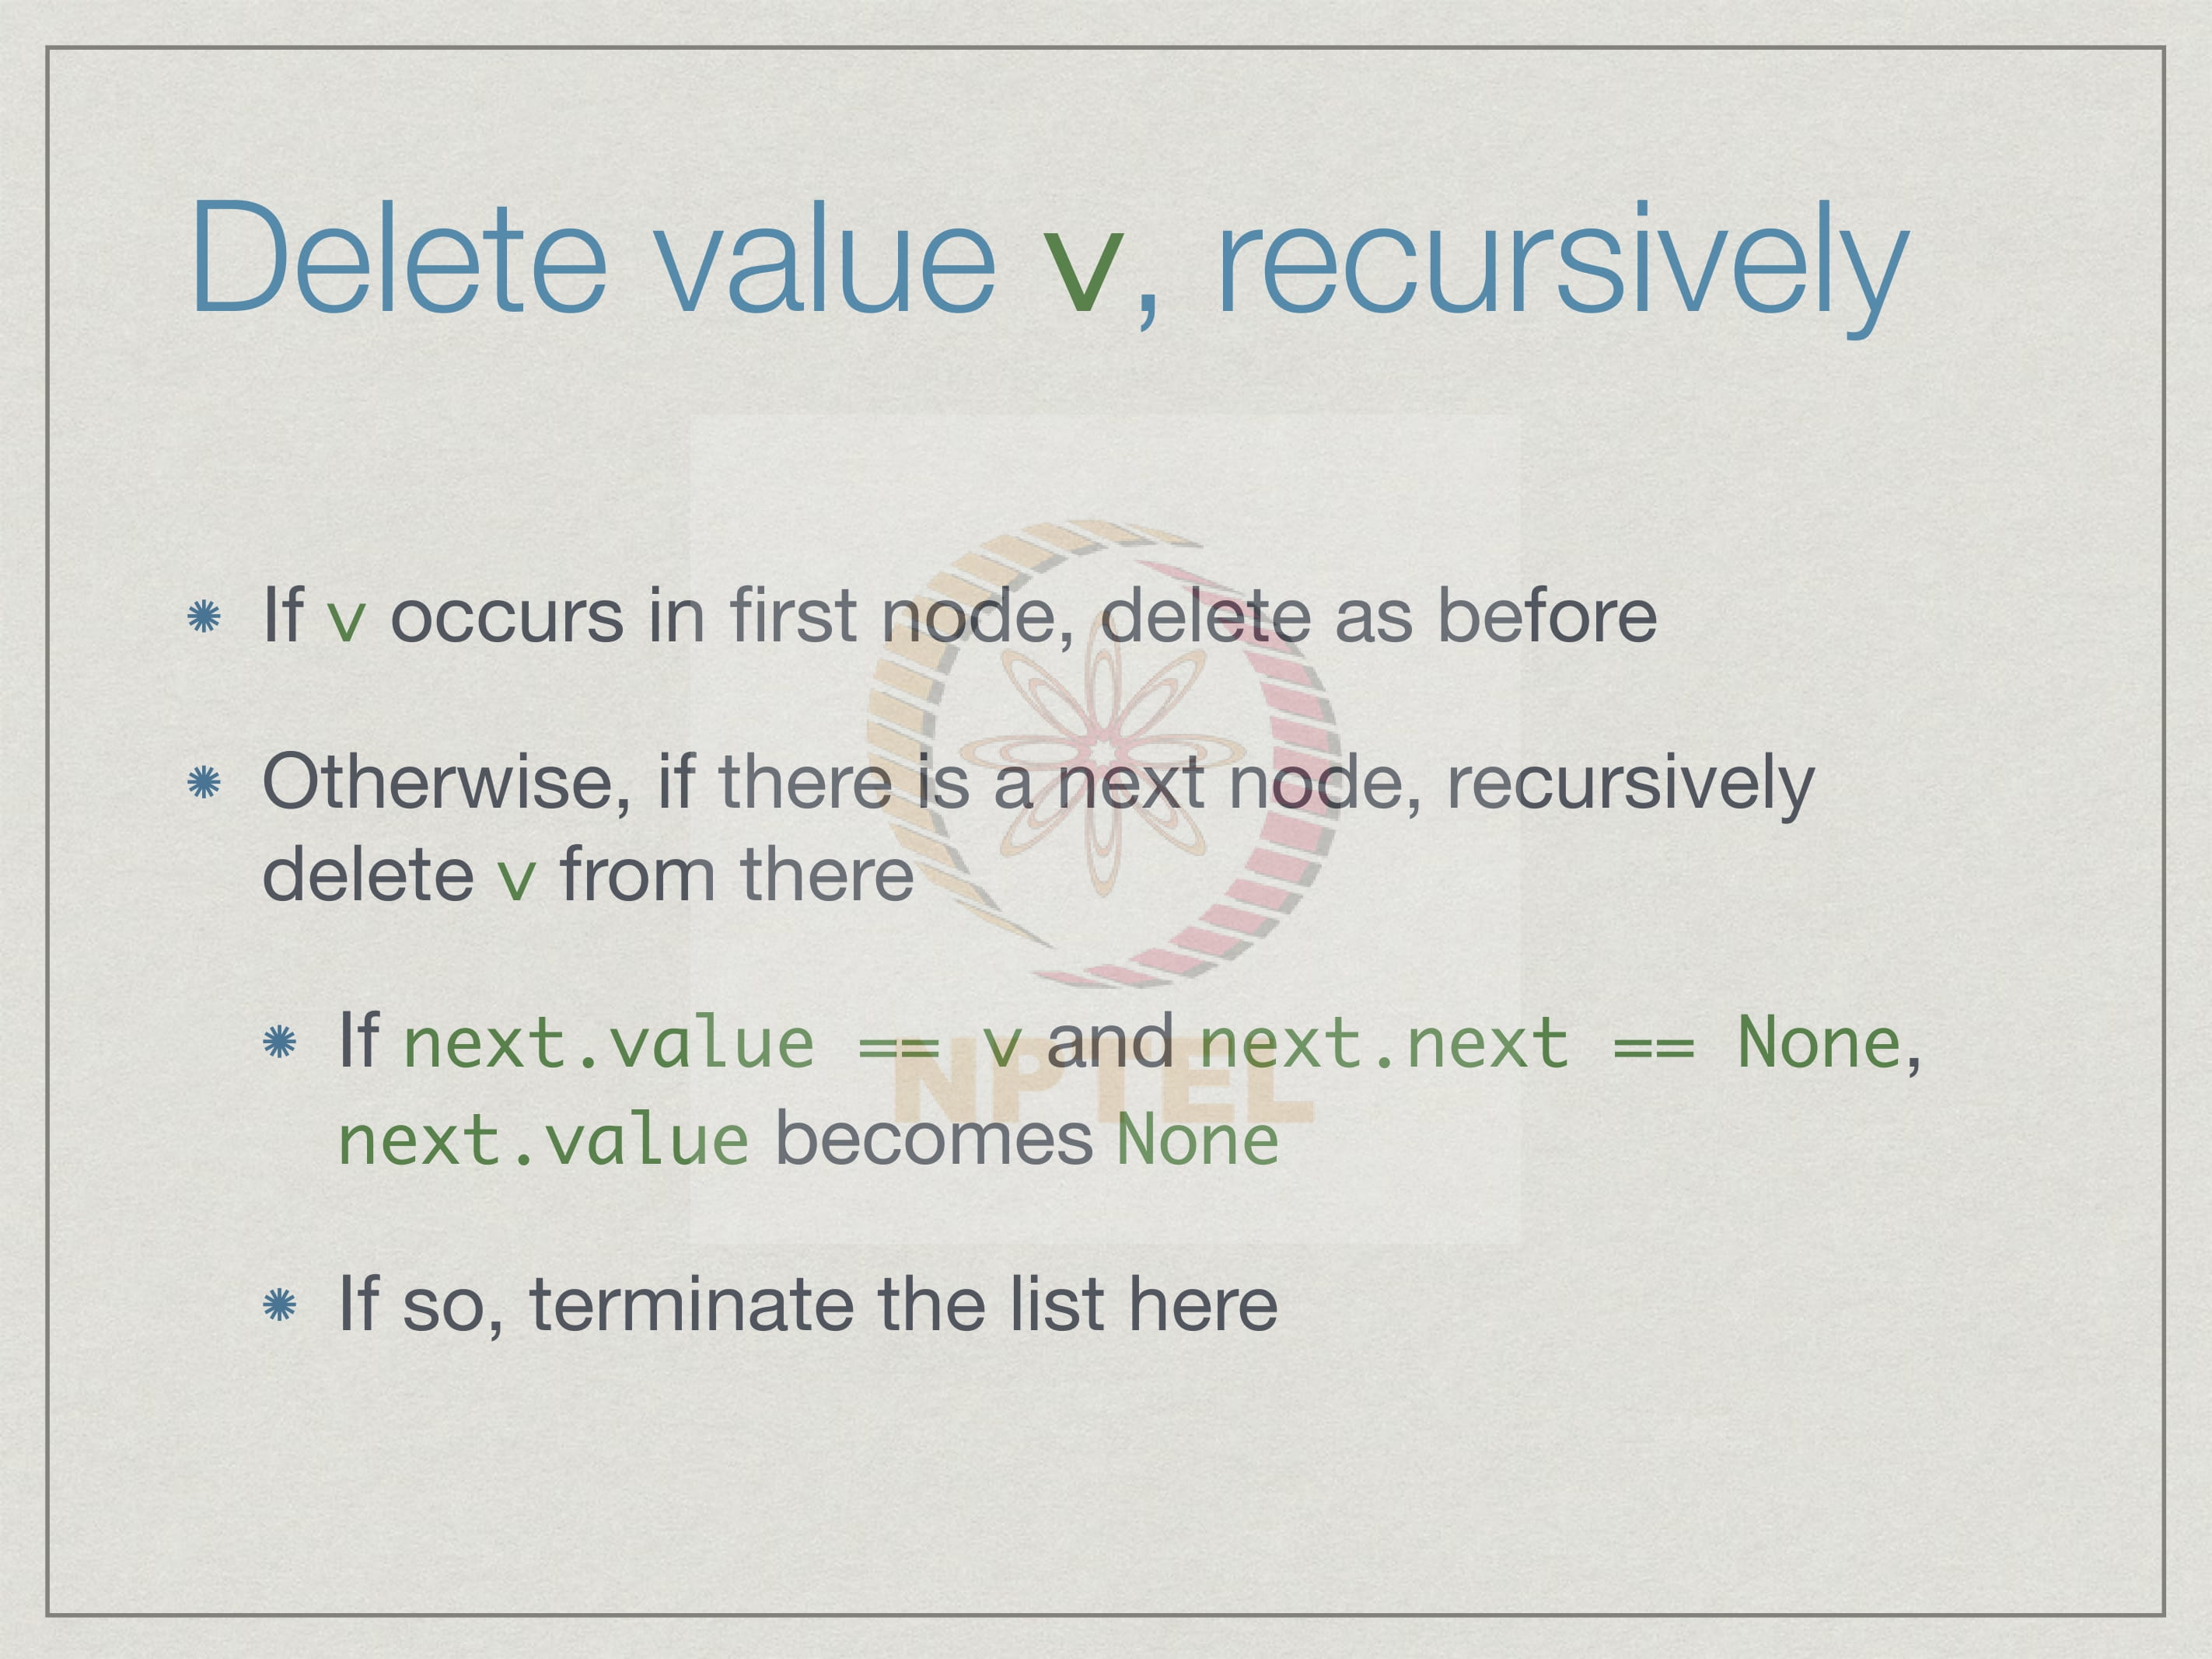 Delete value v, recursively
If v occurs in first node, delete as before
Otherwise, if there is a next node, recursively
delete v from there
If next.value == v and next.next == None,
next.value becomes None
If so, terminate the list here
NPTEL